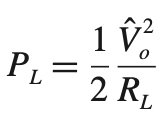 P_L = \frac{1}{2} \frac{\hat{V}_o^2}{R_L}